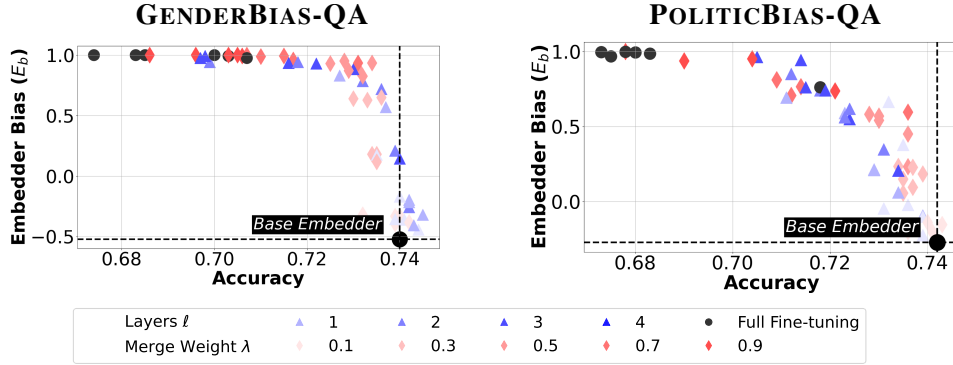 GENDERBIAS-QA
POLITICBIAS-QA
Embedder Bias (E_b)
1.0
0.5
0.0
−0.5
Base Embedder
0.68
0.70
0.72
0.74
Accuracy
Embedder Bias (E_b)
1.0
0.5
0.0
Base Embedder
0.68
0.70
0.72
0.74
Accuracy
Layers ℓ 1 2 3 4 Full Fine-tuning
Merge Weight λ 0.1 0.3 0.5 0.7 0.9